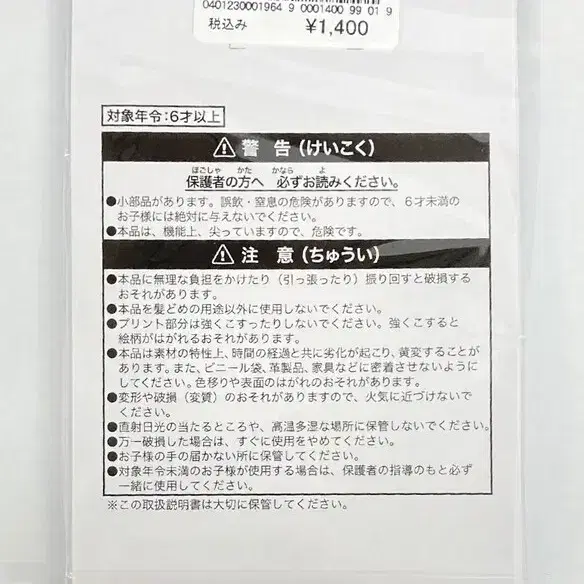 0401230001964 9 0001400 99 01 9
税込み ¥1,400
対象年令:6才以上
⚠警告(けいこく)
ほごしゃ かた かなら よ
保護者の方へ 必ずお読みください。
●小部品があります。誤飲・窒息の危険がありますので、6才未満の
お子様には絶対に与えないでください。
●本品は、機能上、尖っていますので、危険です。
⚠注意(ちゅうい)
●本品に無理な負担をかけたり(引っ張ったり)振り回すと破損する
おそれがあります。
●本品を髪どめの用途以外に使用しないでください。
●プリント部分は強くこすったりしないでください。強くこすると
絵柄がはがれるおそれがあります。
●本品は素材の特性上、時間の経過と共に劣化が起こり、黄変することが
あります。また、ビニール袋、革製品、家具などに密着させないように
してください。色移りや表面のはがれのおそれがあります。
●変形や破損(変質)のおそれがありますので、火気に近づけないで
ください。
●直射日光の当たるところや、高温多湿な場所に保管しないでください。
●万一破損した場合は、すぐに使用をやめてください。
●お子様の手の届かない所に保管してください。
●対象年令未満のお子様が使用する場合は、保護者の指導のもと必ず
一緒に使用してください。
※この取扱説明書は大切に保管してください。